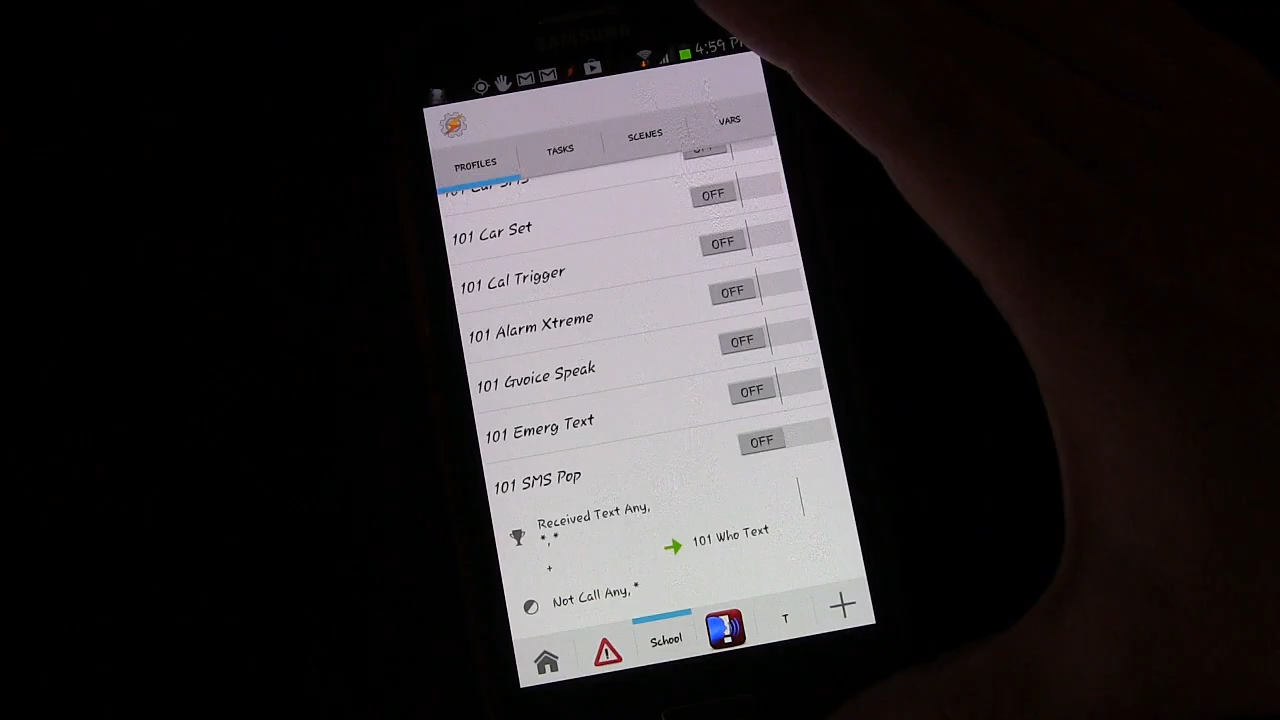 SAMSUNG
4:59 P
PROFILES
TASKS
SCENES
VARS
OFF
101 Car SMS
OFF
101 Car Set
OFF
101 Cal Trigger
OFF
101 Alarm Xtreme
OFF
101 Gvoice Speak
OFF
101 Emerg Text
OFF
101 SMS Pop
Received Text Any,
*,*
+
101 Who Text
Not Call Any,*
School
T